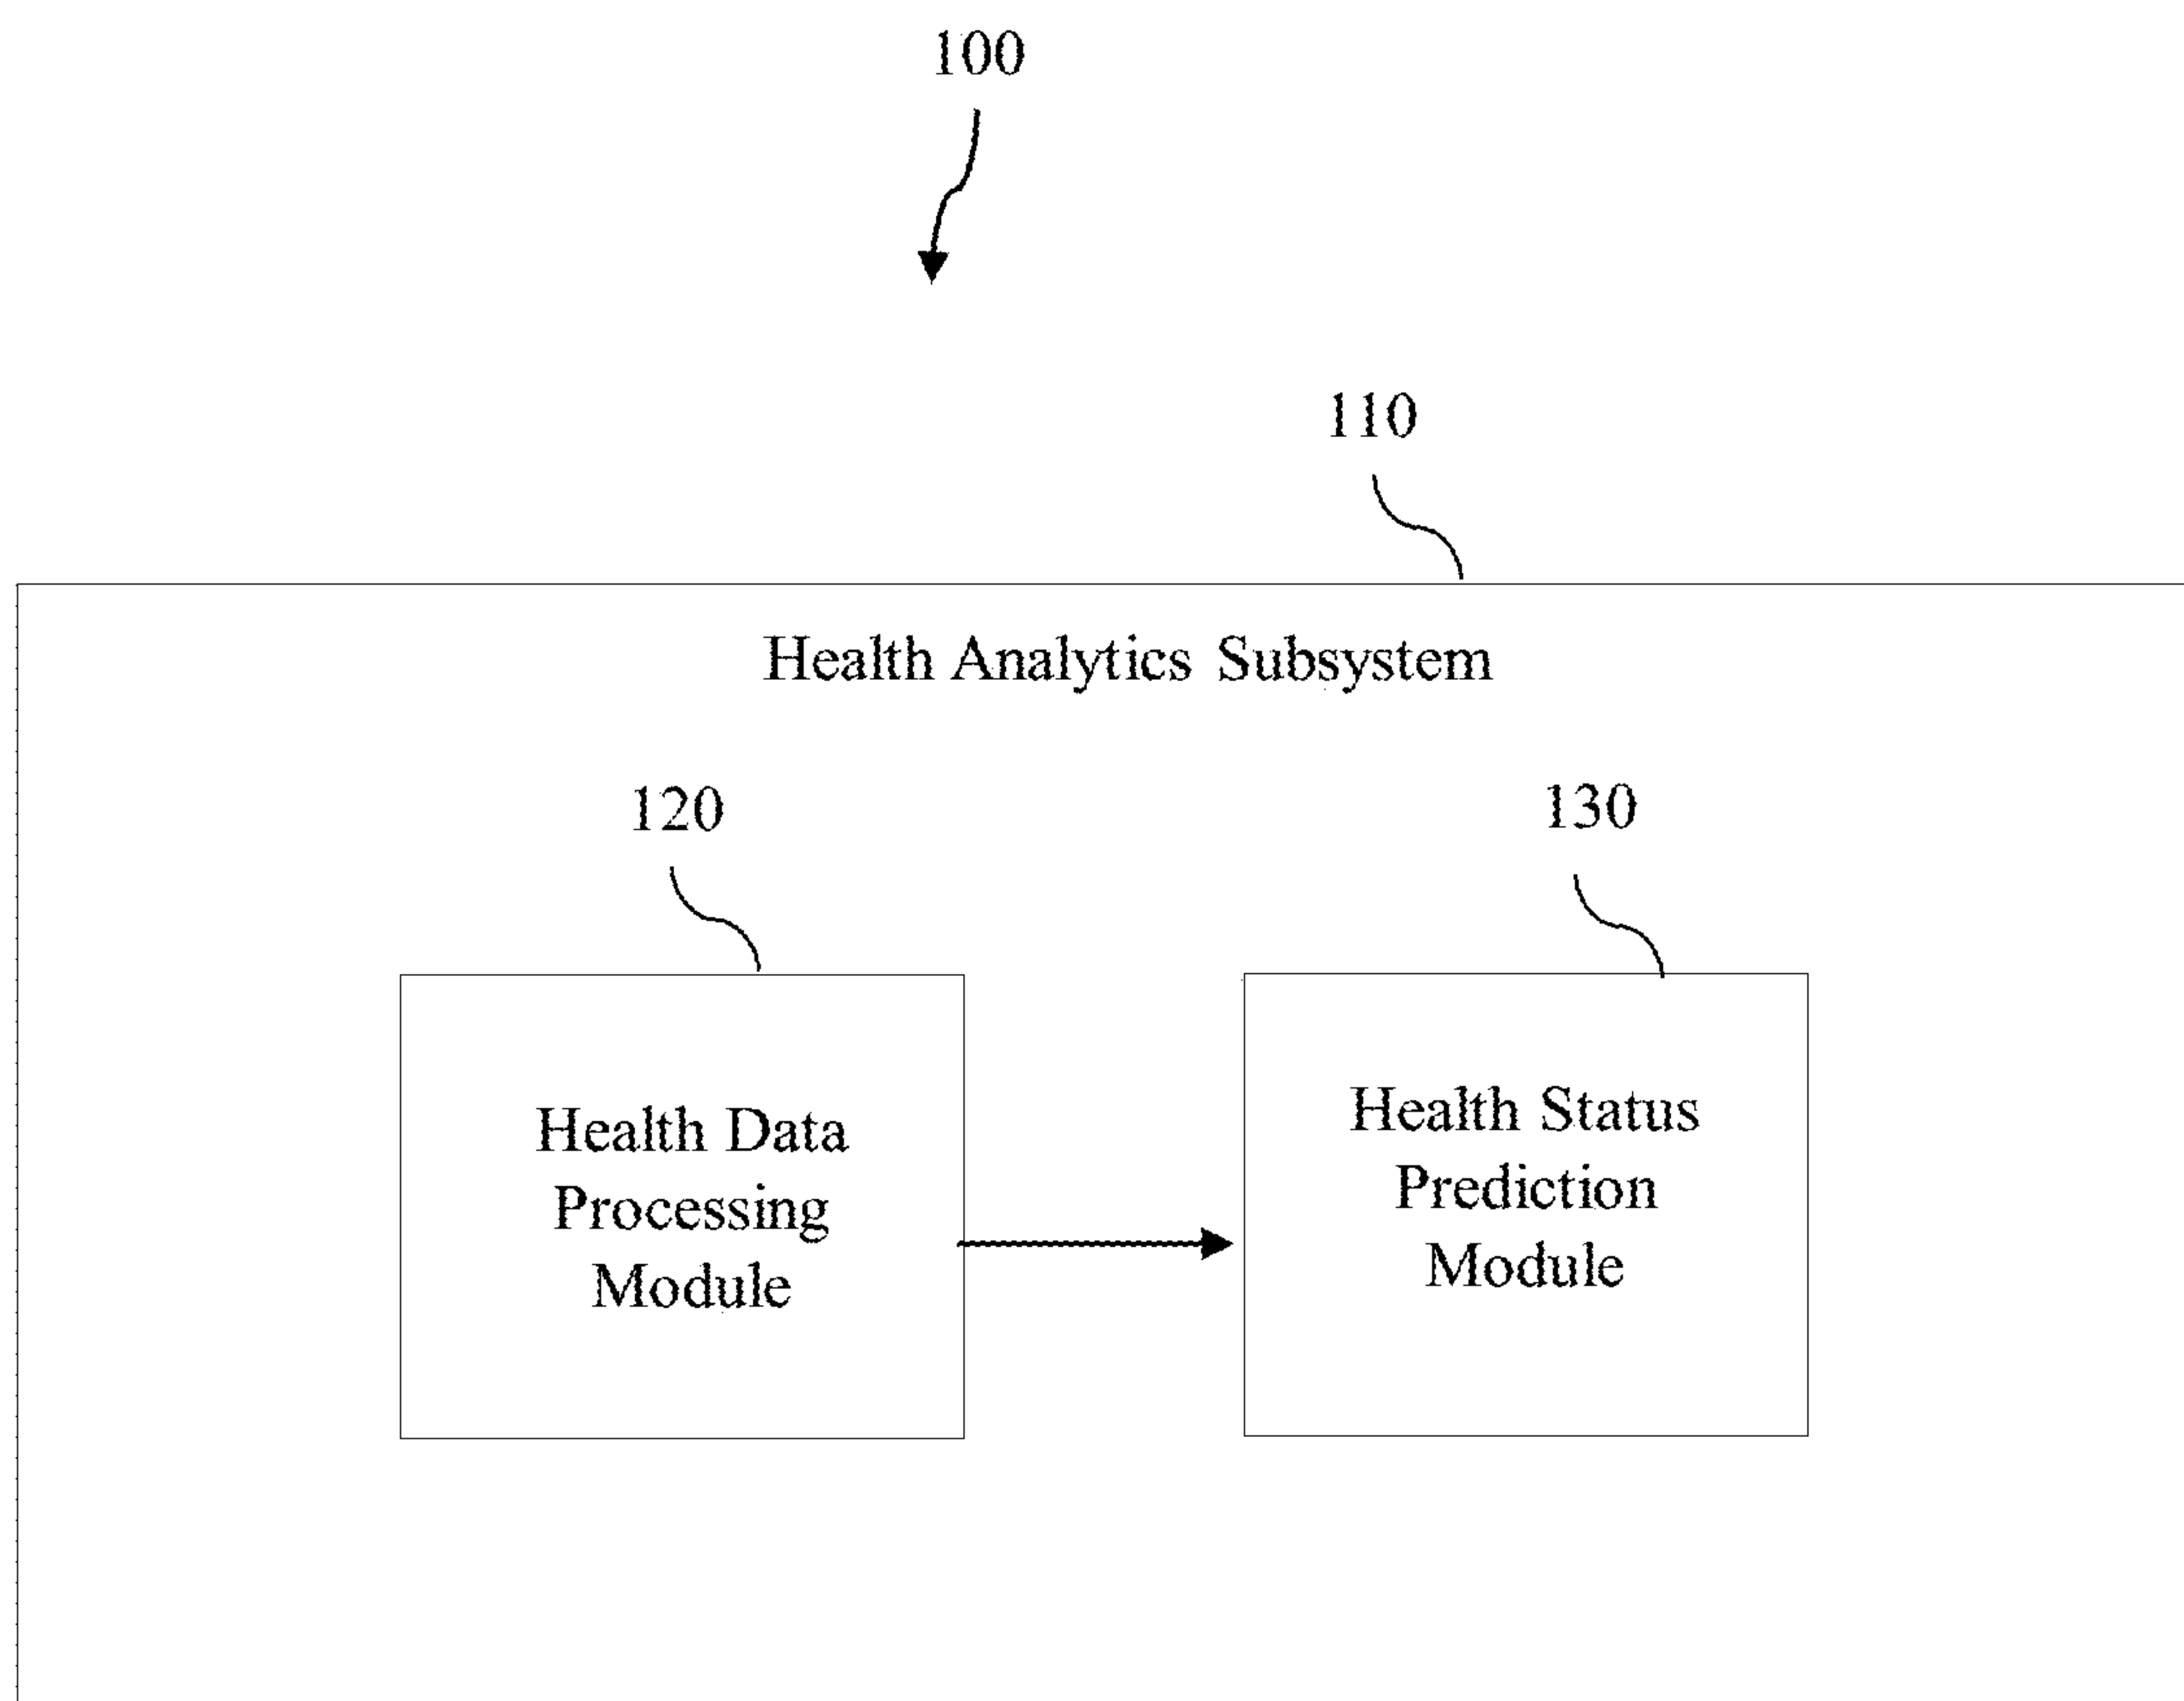 100
110
Health Analytics Subsystem
120
130
Health Data
Processing
Module
Health Status
Prediction
Module